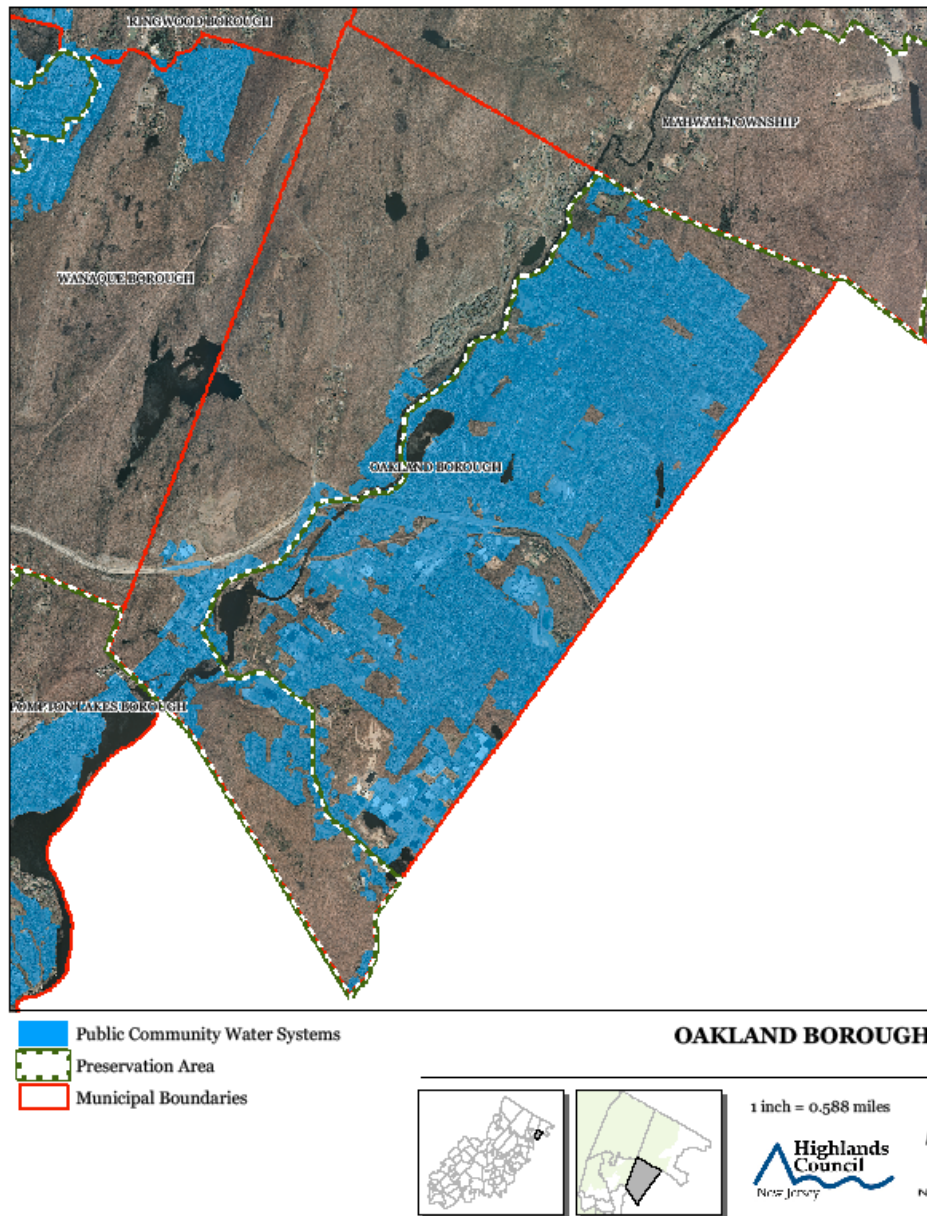 RINGWOOD BOROUGH
MAHWAH TOWNSHIP
WANAQUE BOROUGH
OAKLAND BOROUGH
POMPTON LAKES BOROUGH
Public Community Water Systems
Preservation Area
Municipal Boundaries
OAKLAND BOROUGH
1 inch = 0.588 miles
Highlands
Council
New Jersey
N